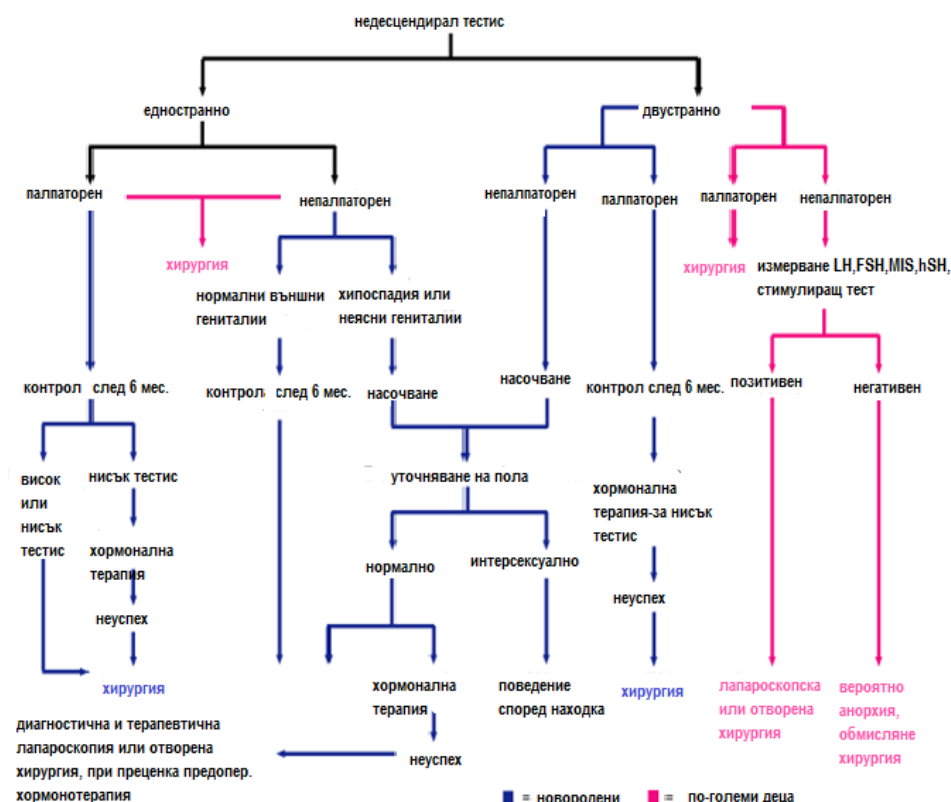 недесцендирал тестис
едностранно
двустранно
палпаторен
непалпаторен
непалпаторен
палпаторен
палпаторен
непалпаторен
хирургия
хирургия
измерване LH,FSH,MIS,hSH,
стимулиращ тест
нормални външни
гениталии
хипоспадия или
неясни гениталии
контрол след 6 мес.
контрол след 6 мес.
насочване
насочване
контрол след 6 мес.
позитивен
негативен
висок
или
нисък
тестис
нисък тестис
хормонална
терапия
неуспех
уточняване на пола
нормално
интерсексуално
хормонална
терапия-за нисък
тестис
неуспех
хирургия
хормонална
терапия
поведение
според находка
хирургия
лапароскопска
или отворена
хирургия
вероятно
анорхия,
обмисляне
хирургия
диагностична и терапевтична
лапароскопия или отворена
хирургия, при преценка предопер.
хормонотерапия
неуспех
= новородени
= по-големи деца